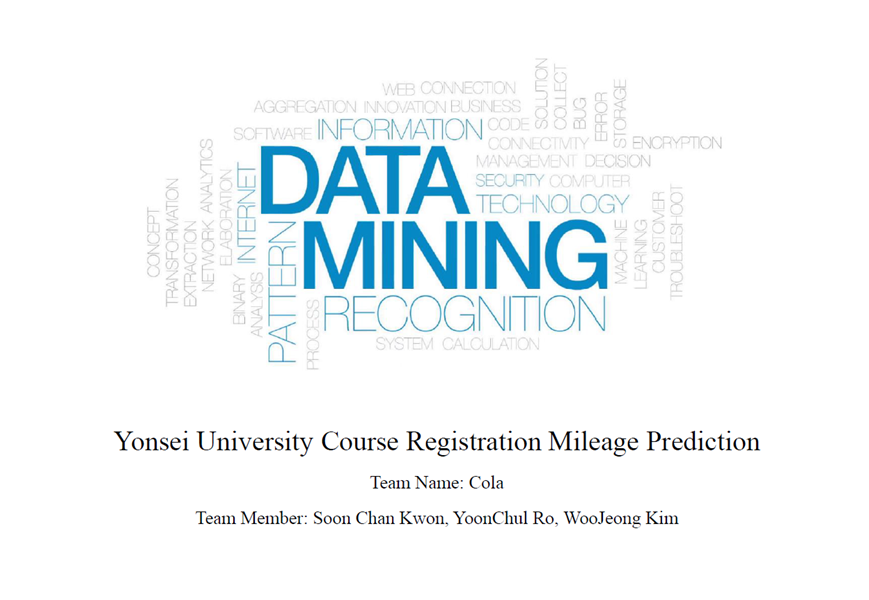 WEB CONNECTION
AGGREGATION INNOVATION BUSINESS
SOFTWARE INFORMATION CODE
SOLUTION
COLLECT
BUG
ERROR
STORAGE
CONNECTIVITY ENCRYPTION
MANAGEMENT DECISION
DATA
SECURITY COMPUTER
TECHNOLOGY
MINING
RECOGNITION
SYSTEM CALCULATION
CONCEPT
TRANSFORMATION
EXTRACTION
NETWORK ANALYTICS
ELABORATION
BINARY INTERNET
ANALYSIS
PATTERN
PROCESS
MACHINE
LEARNING
CUSTOMER
TROUBLESHOOT
Yonsei University Course Registration Mileage Prediction
Team Name: Cola
Team Member: Soon Chan Kwon, YoonChul Ro, WooJeong Kim